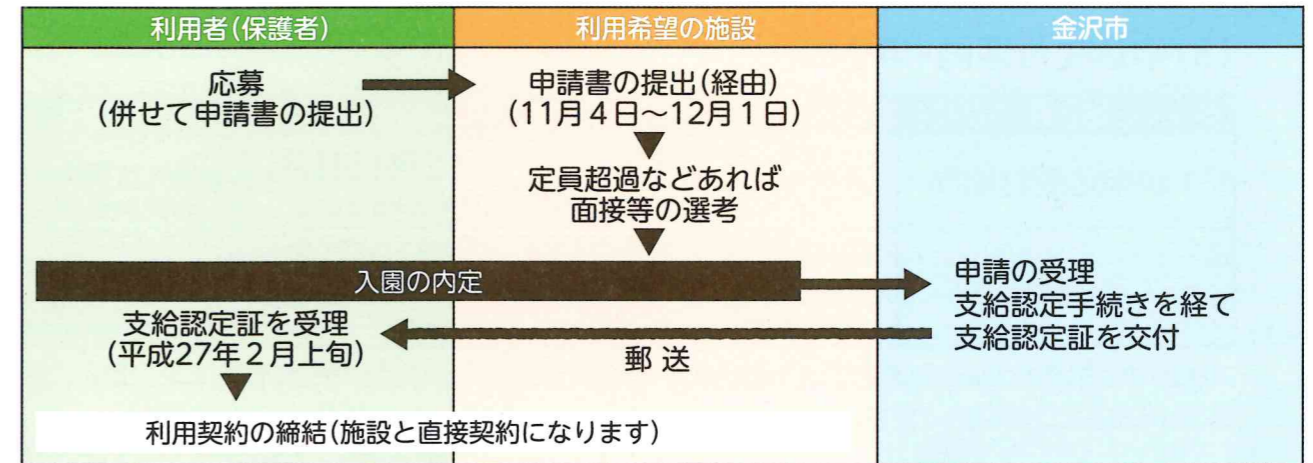 利用者(保護者)
利用希望の施設
金沢市
応募
(併せて申請書の提出)
申請書の提出(経由)
(11月4日~12月1日)
定員超過などあれば
面接等の選考
入園の内定
申請の受理
支給認定手続きを経て
支給認定証を交付
郵 送
支給認定証を受理
(平成27年2月上旬)
利用契約の締結(施設と直接契約になります)